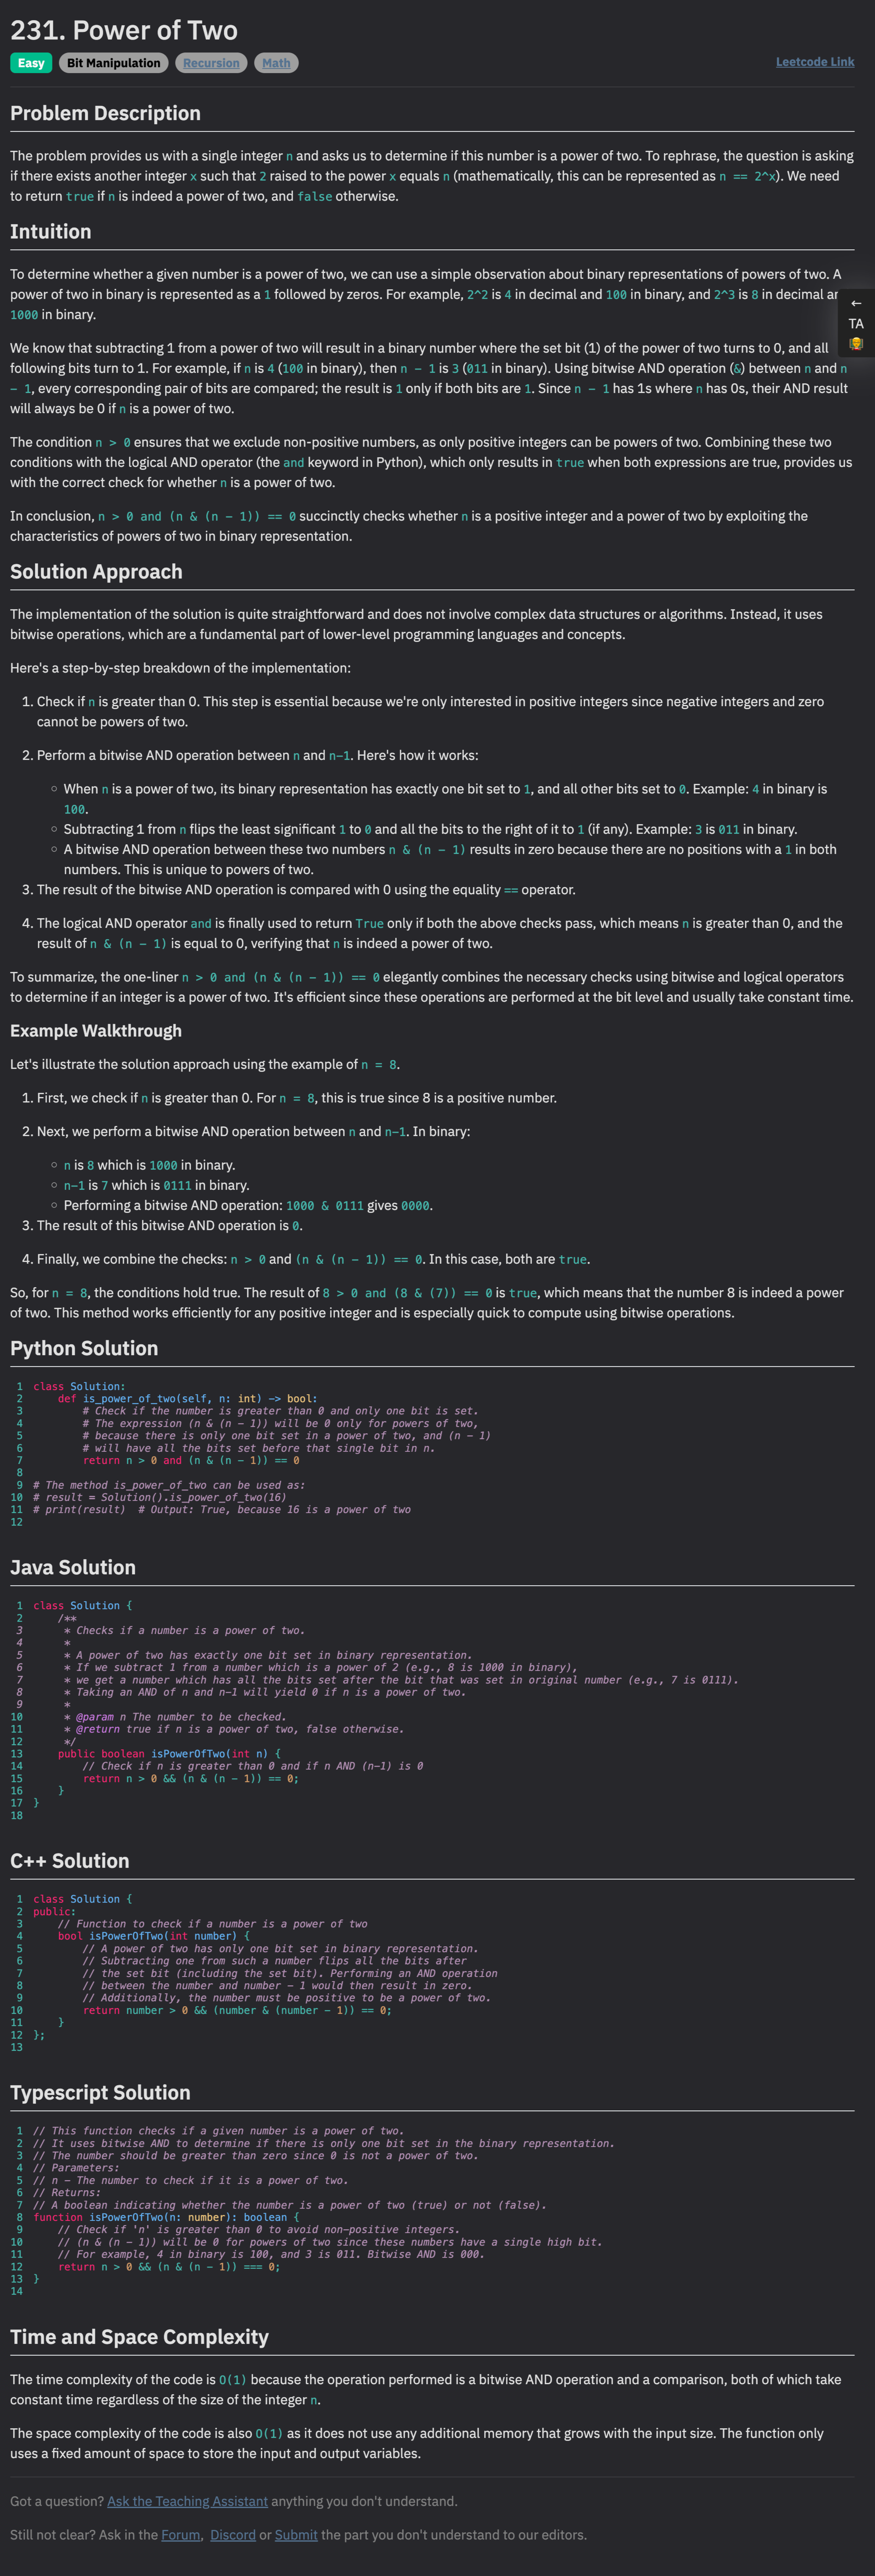 231. Power of Two
Easy Bit Manipulation Recursion Math Leetcode Link
Problem Description
The problem provides us with a single integer n and asks us to determine if this number is a power of two. To rephrase, the question is asking
if there exists another integer x such that 2 raised to the power x equals n (mathematically, this can be represented as n == 2^x). We need
to return true if n is indeed a power of two, and false otherwise.
Intuition
To determine whether a given number is a power of two, we can use a simple observation about binary representations of powers of two. A
power of two in binary is represented as a 1 followed by zeros. For example, 2^2 is 4 in decimal and 100 in binary, and 2^3 is 8 in decimal ar
1000 in binary.
←
TA
We know that subtracting 1 from a power of two will result in a binary number where the set bit (1) of the power of two turns to 0, and all
following bits turn to 1. For example, if n is 4 (100 in binary), then n - 1 is 3 (011 in binary). Using bitwise AND operation (&) between n and n
- 1, every corresponding pair of bits are compared; the result is 1 only if both bits are 1. Since n - 1 has 1s where n has 0s, their AND result
will always be 0 if n is a power of two.
The condition n > 0 ensures that we exclude non-positive numbers, as only positive integers can be powers of two. Combining these two
conditions with the logical AND operator (the and keyword in Python), which only results in true when both expressions are true, provides us
with the correct check for whether n is a power of two.
In conclusion, n > 0 and (n & (n - 1)) == 0 succinctly checks whether n is a positive integer and a power of two by exploiting the
characteristics of powers of two in binary representation.
Solution Approach
The implementation of the solution is quite straightforward and does not involve complex data structures or algorithms. Instead, it uses
bitwise operations, which are a fundamental part of lower-level programming languages and concepts.
Here's a step-by-step breakdown of the implementation:
1. Check if n is greater than 0. This step is essential because we're only interested in positive integers since negative integers and zero
cannot be powers of two.
2. Perform a bitwise AND operation between n and n-1. Here's how it works:
○ When n is a power of two, its binary representation has exactly one bit set to 1, and all other bits set to 0. Example: 4 in binary is
100.
○ Subtracting 1 from n flips the least significant 1 to 0 and all the bits to the right of it to 1 (if any). Example: 3 is 011 in binary.
○ A bitwise AND operation between these two numbers n & (n - 1) results in zero because there are no positions with a 1 in both
numbers. This is unique to powers of two.
3. The result of the bitwise AND operation is compared with 0 using the equality == operator.
4. The logical AND operator and is finally used to return True only if both the above checks pass, which means n is greater than 0, and the
result of n & (n - 1) is equal to 0, verifying that n is indeed a power of two.
To summarize, the one-liner n > 0 and (n & (n - 1)) == 0 elegantly combines the necessary checks using bitwise and logical operators
to determine if an integer is a power of two. It's efficient since these operations are performed at the bit level and usually take constant time.
Example Walkthrough
Let's illustrate the solution approach using the example of n = 8.
1. First, we check if n is greater than 0. For n = 8, this is true since 8 is a positive number.
2. Next, we perform a bitwise AND operation between n and n-1. In binary:
○ n is 8 which is 1000 in binary.
○ n-1 is 7 which is 0111 in binary.
○ Performing a bitwise AND operation: 1000 & 0111 gives 0000.
3. The result of this bitwise AND operation is 0.
4. Finally, we combine the checks: n > 0 and (n & (n - 1)) == 0. In this case, both are true.
So, for n = 8, the conditions hold true. The result of 8 > 0 and (8 & (7)) == 0 is true, which means that the number 8 is indeed a power
of two. This method works efficiently for any positive integer and is especially quick to compute using bitwise operations.
Python Solution
1 class Solution:
2     def is_power_of_two(self, n: int) -> bool:
3         # Check if the number is greater than 0 and only one bit is set.
4         # The expression (n & (n - 1)) will be 0 only for powers of two,
5         # because there is only one bit set in a power of two, and (n - 1)
6         # will have all the bits set before that single bit in n.
7         return n > 0 and (n & (n - 1)) == 0
8
9 # The method is_power_of_two can be used as:
10 # result = Solution().is_power_of_two(16)
11 # print(result)  # Output: True, because 16 is a power of two
12
Java Solution
1 class Solution {
2     /**
3      * Checks if a number is a power of two.
4      *
5      * A power of two has exactly one bit set in binary representation.
6      * If we subtract 1 from a number which is a power of 2 (e.g., 8 is 1000 in binary),
7      * we get a number which has all the bits set after the bit that was set in original number (e.g., 7 is 0111).
8      * Taking an AND of n and n-1 will yield 0 if n is a power of two.
9      *
10      * @param n The number to be checked.
11      * @return true if n is a power of two, false otherwise.
12      */
13     public boolean isPowerOfTwo(int n) {
14         // Check if n is greater than 0 and if n AND (n-1) is 0
15         return n > 0 && (n & (n - 1)) == 0;
16     }
17 }
18
C++ Solution
1 class Solution {
2 public:
3     // Function to check if a number is a power of two
4     bool isPowerOfTwo(int number) {
5         // A power of two has only one bit set in binary representation.
6         // Subtracting one from such a number flips all the bits after
7         // the set bit (including the set bit). Performing an AND operation
8         // between the number and number - 1 would then result in zero.
9         // Additionally, the number must be positive to be a power of two.
10         return number > 0 && (number & (number - 1)) == 0;
11     }
12 };
13
Typescript Solution
1 // This function checks if a given number is a power of two.
2 // It uses bitwise AND to determine if there is only one bit set in the binary representation.
3 // The number should be greater than zero since 0 is not a power of two.
4 // Parameters:
5 // n - The number to check if it is a power of two.
6 // Returns:
7 // A boolean indicating whether the number is a power of two (true) or not (false).
8 function isPowerOfTwo(n: number): boolean {
9     // Check if 'n' is greater than 0 to avoid non-positive integers.
10     // (n & (n - 1)) will be 0 for powers of two since these numbers have a single high bit.
11     // For example, 4 in binary is 100, and 3 is 011. Bitwise AND is 000.
12     return n > 0 && (n & (n - 1)) === 0;
13 }
14
Time and Space Complexity
The time complexity of the code is O(1) because the operation performed is a bitwise AND operation and a comparison, both of which take
constant time regardless of the size of the integer n.
The space complexity of the code is also O(1) as it does not use any additional memory that grows with the input size. The function only
uses a fixed amount of space to store the input and output variables.
Got a question? Ask the Teaching Assistant anything you don't understand.
Still not clear? Ask in the Forum, Discord or Submit the part you don't understand to our editors.